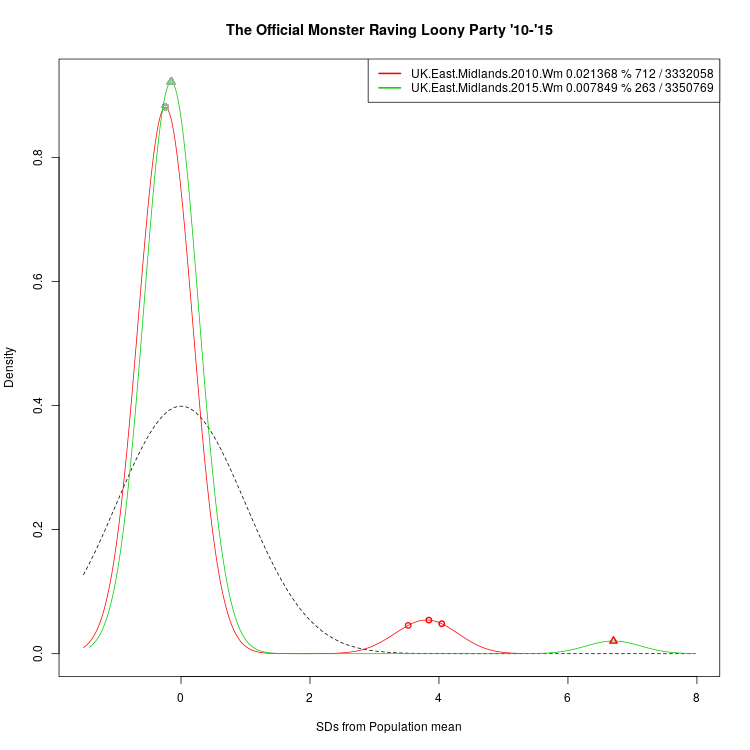 The Official Monster Raving Loony Party '10-'15
UK.East.Midlands.2010.Wm 0.021368 % 712 / 3332058
UK.East.Midlands.2015.Wm 0.007849 % 263 / 3350769
Density
0.8
0.6
0.4
0.2
0.0
0 2 4 6 8
SDs from Population mean